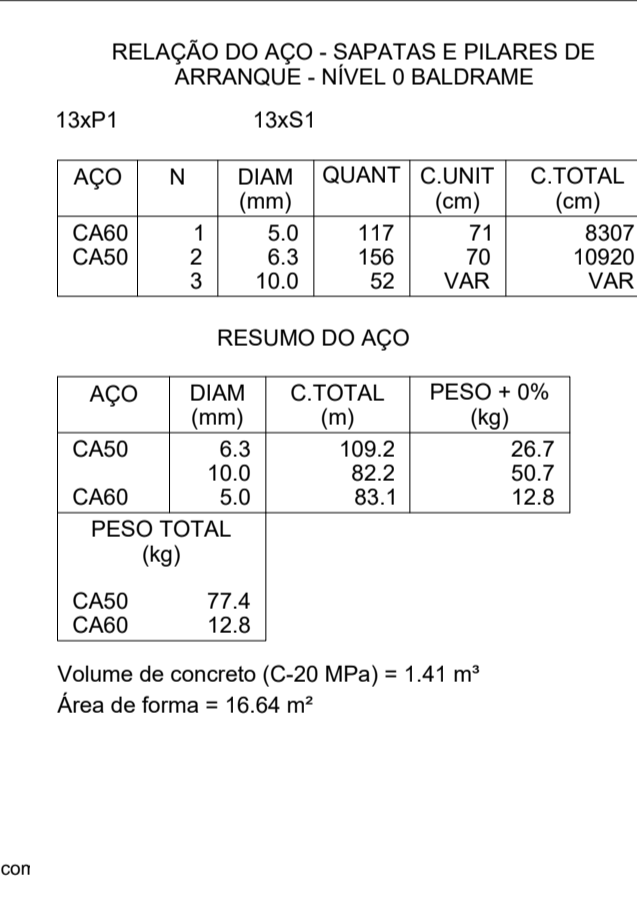 RELAÇÃO DO AÇO - SAPATAS E PILARES DE
ARRANQUE - NÍVEL 0 BALDRAME
13xP1 13xS1
AÇO N DIAM QUANT C.UNIT C.TOTAL
(mm) (cm) (cm)
CA60 1 5.0 117 71 8307
CA50 2 6.3 156 70 10920
3 10.0 52 VAR VAR
RESUMO DO AÇO
AÇO DIAM C.TOTAL PESO + 0%
(mm) (m) (kg)
CA50 6.3 109.2 26.7
10.0 82.2 50.7
CA60 5.0 83.1 12.8
PESO TOTAL
(kg)
CA50 77.4
CA60 12.8
Volume de concreto (C-20 MPa) = 1.41 m³
Área de forma = 16.64 m²